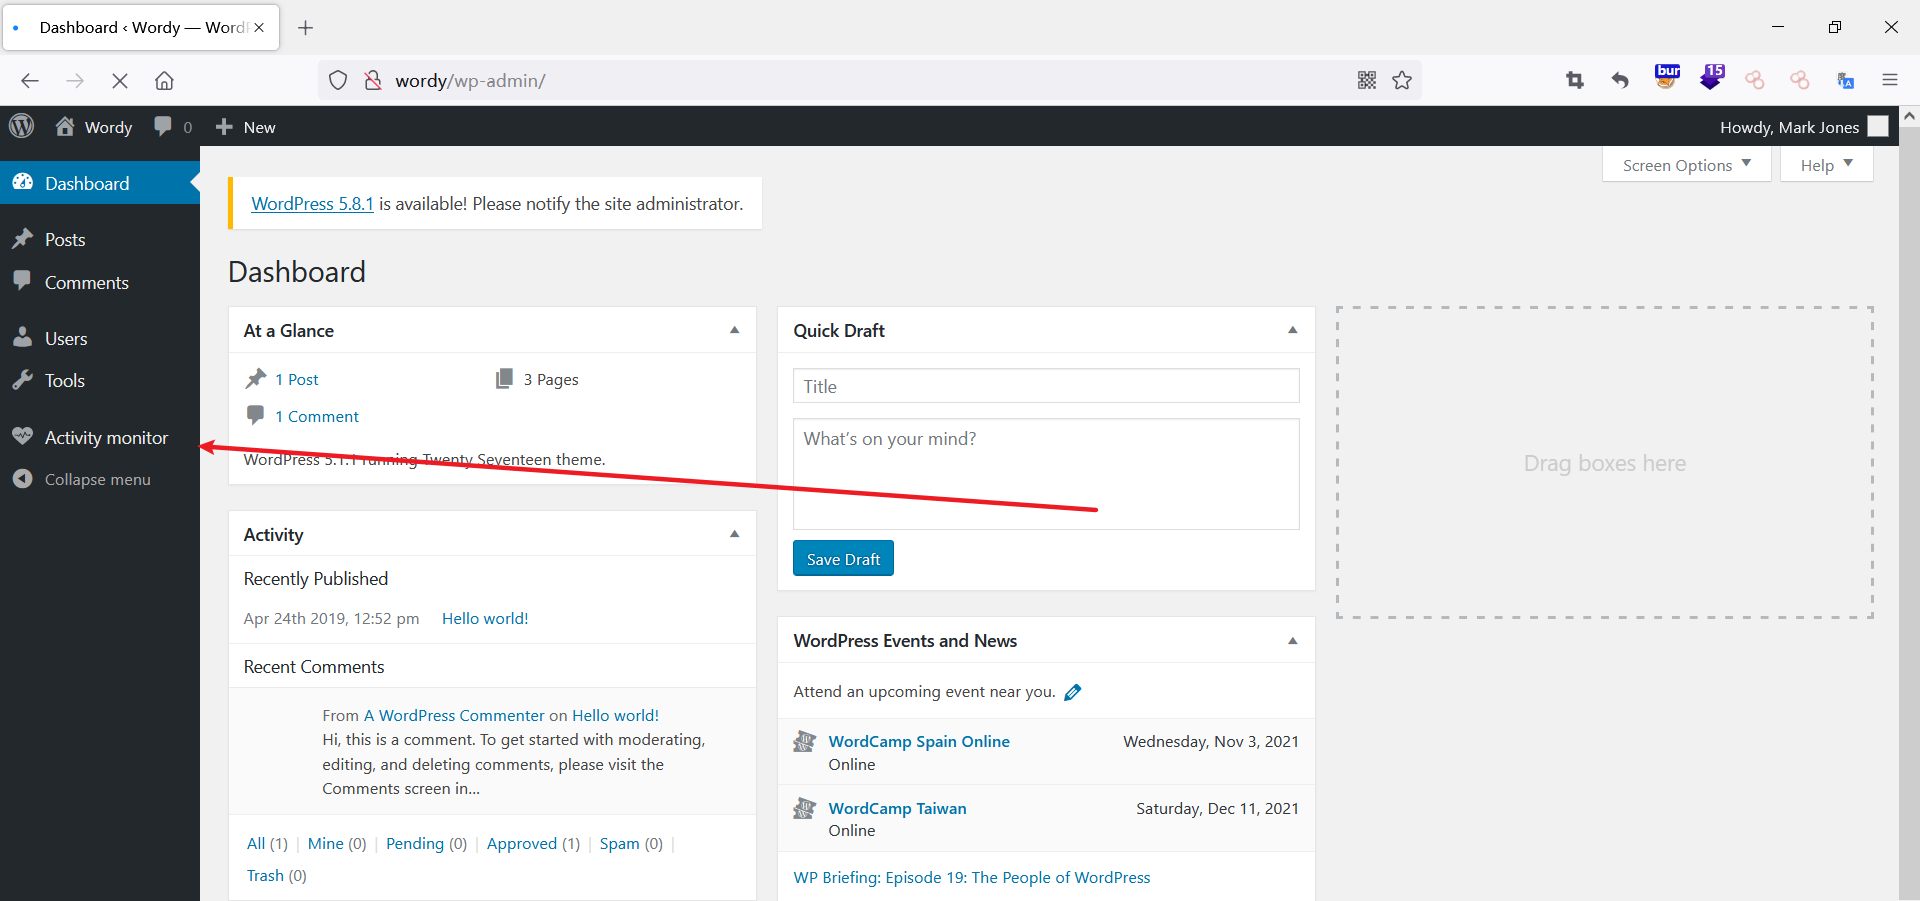 Dashboard ‹ Wordy — Word
wordy/wp-admin/
bur
15
Wordy
0
New
Howdy, Mark Jones
Screen Options
Help
Dashboard
Posts
Comments
Users
Tools
Activity monitor
Collapse menu
WordPress 5.8.1 is available! Please notify the site administrator.
Dashboard
At a Glance
1 Post
3 Pages
1 Comment
WordPress 5.1.1 running Twenty Seventeen theme.
Activity
Recently Published
Apr 24th 2019, 12:52 pm Hello world!
Recent Comments
From A WordPress Commenter on Hello world!
Hi, this is a comment. To get started with moderating,
editing, and deleting comments, please visit the
Comments screen in…
All (1) | Mine (0) | Pending (0) | Approved (1) | Spam (0) |
Trash (0)
Quick Draft
Title
What’s on your mind?
Save Draft
WordPress Events and News
Attend an upcoming event near you.
WordCamp Spain Online
Wednesday, Nov 3, 2021
Online
WordCamp Taiwan
Saturday, Dec 11, 2021
Online
WP Briefing: Episode 19: The People of WordPress
Drag boxes here